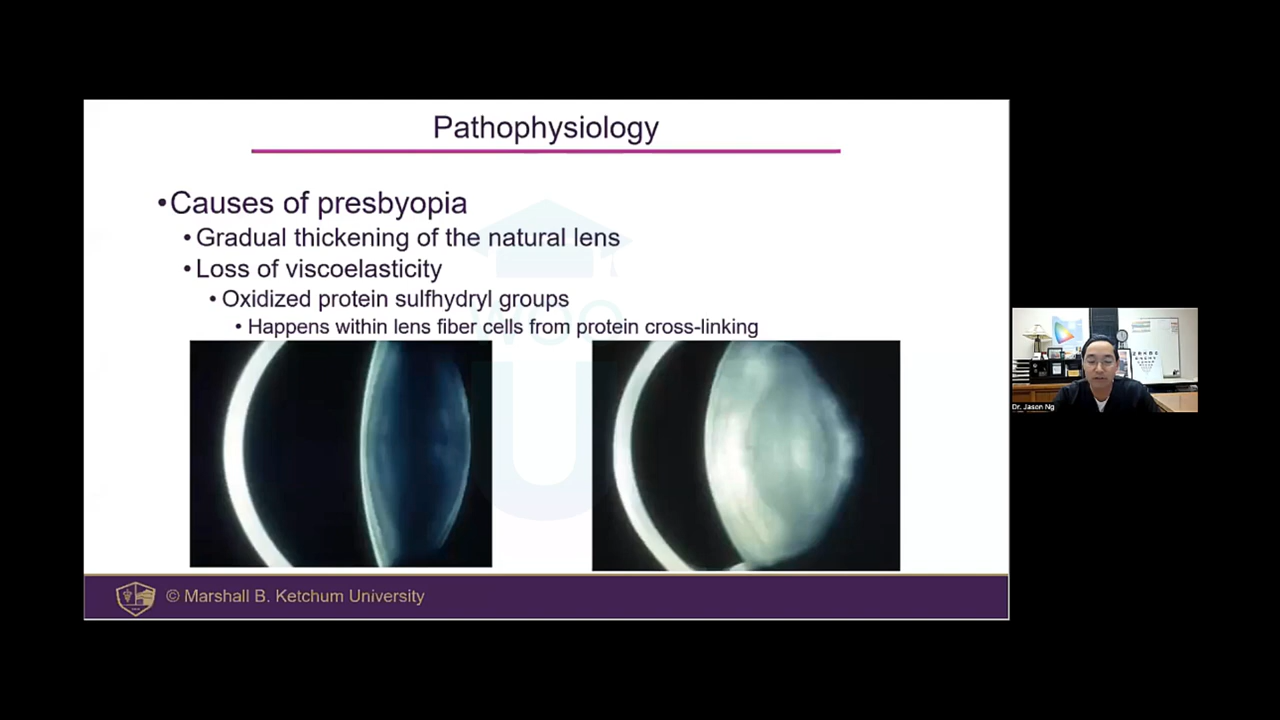 Pathophysiology
•Causes of presbyopia
• Gradual thickening of the natural lens
• Loss of viscoelasticity
• Oxidized protein sulfhydryl groups
• Happens within lens fiber cells from protein cross-linking
WOO
U
© Marshall B. Ketchum University
Dr. Jason Ng